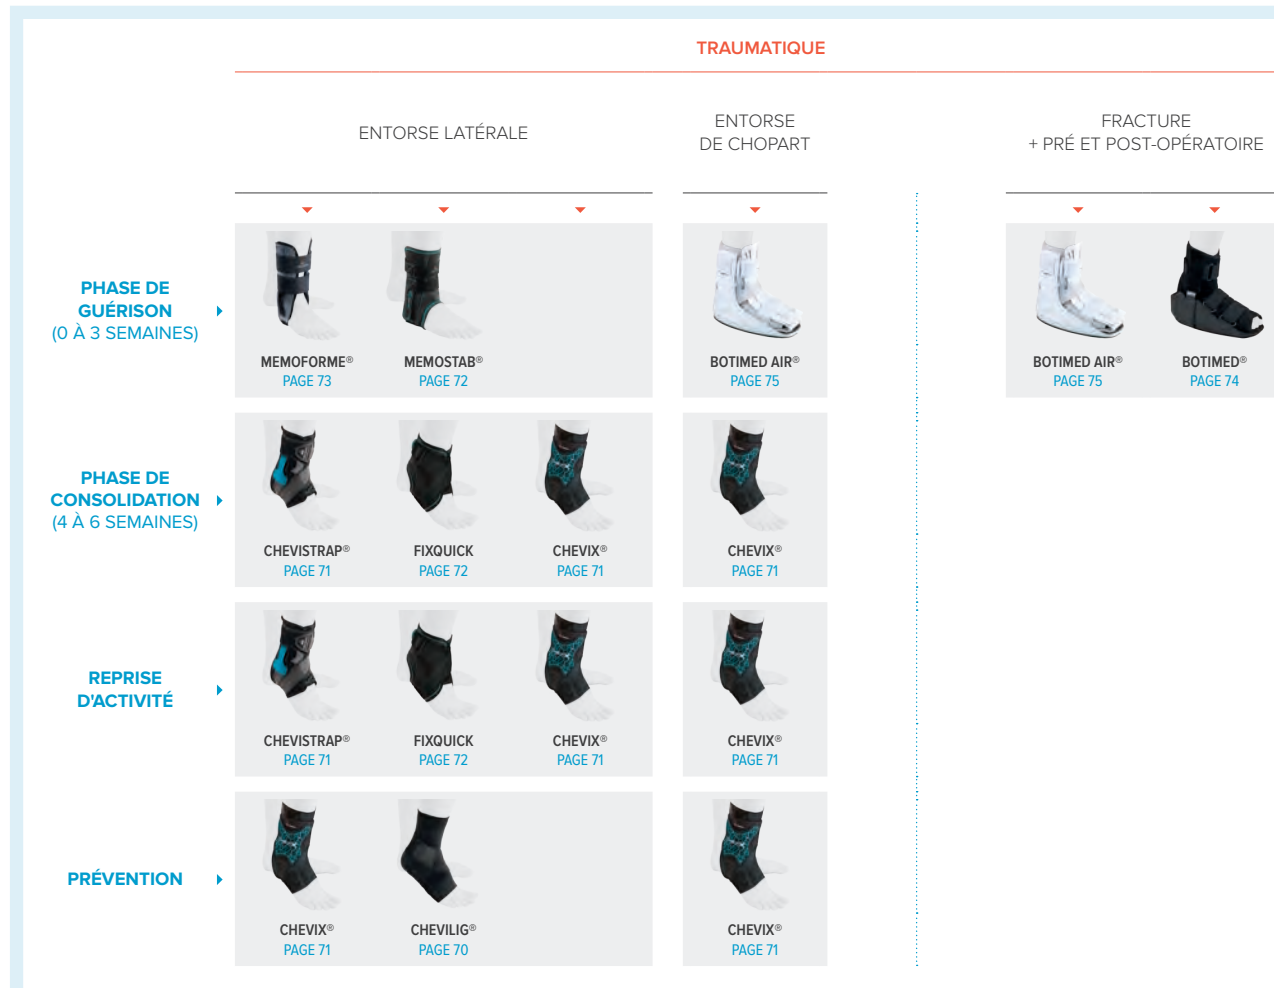 TRAUMATIQUE
ENTORSE LATÉRALE
ENTORSE
DE CHOPART
FRACTURE
+ PRÉ ET POST-OPÉRATOIRE
PHASE DE
GUÉRISON
(0 À 3 SEMAINES)
MEMOFORME®
PAGE 73
MEMOSTAB®
PAGE 72
BOTIMED AIR®
PAGE 75
BOTIMED AIR®
PAGE 75
BOTIMED®
PAGE 74
PHASE DE
CONSOLIDATION
(4 À 6 SEMAINES)
CHEVISTRAP®
PAGE 71
FIXQUICK
PAGE 72
CHEVIX®
PAGE 71
CHEVIX®
PAGE 71
REPRISE
D'ACTIVITÉ
CHEVISTRAP®
PAGE 71
FIXQUICK
PAGE 72
CHEVIX®
PAGE 71
CHEVIX®
PAGE 71
PRÉVENTION
CHEVIX®
PAGE 71
CHEVILIG®
PAGE 70
CHEVIX®
PAGE 71